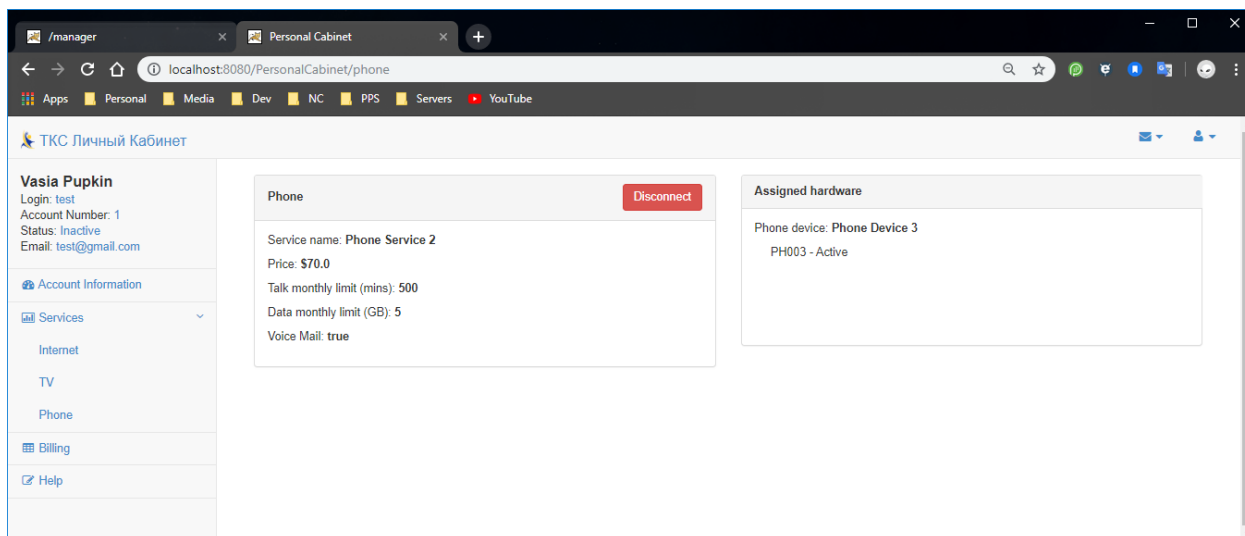 /manager
Personal Cabinet
localhost:8080/PersonalCabinet/phone
Apps Personal Media Dev NC PPS Servers YouTube
ТКС Личный Кабинет
Vasia Pupkin
Login: test
Account Number: 1
Status: Inactive
Email: test@gmail.com
Account Information
Services
Internet
TV
Phone
Billing
Help
Phone
Disconnect
Service name: Phone Service 2
Price: $70.0
Talk monthly limit (mins): 500
Data monthly limit (GB): 5
Voice Mail: true
Assigned hardware
Phone device: Phone Device 3
PH003 - Active